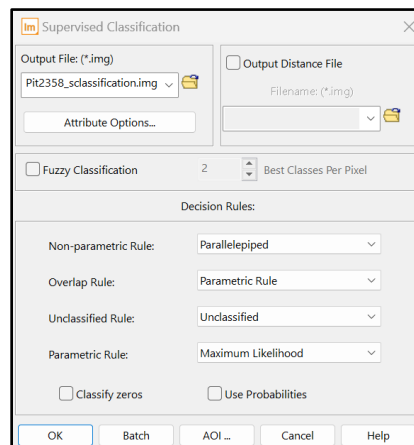 Im Supervised Classification
Output File: (*.img)
Pit2358_sclassification.img
Attribute Options...
Output Distance File
Filename: (*.img)
Fuzzy Classification 2 Best Classes Per Pixel
Decision Rules:
Non-parametric Rule: Parallelepiped
Overlap Rule: Parametric Rule
Unclassified Rule: Unclassified
Parametric Rule: Maximum Likelihood
Classify zeros Use Probabilities
OK Batch AOI ... Cancel Help